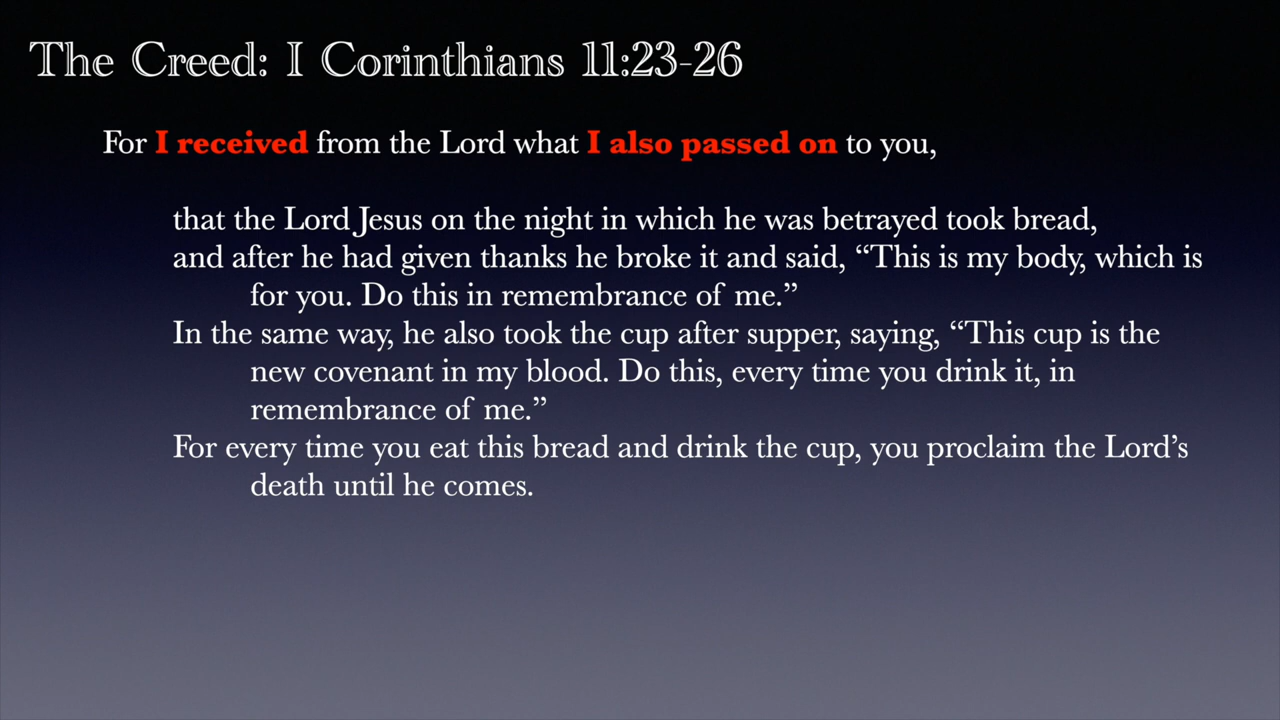 The Creed: I Corinthians 11:23-26
For I received from the Lord what I also passed on to you,
that the Lord Jesus on the night in which he was betrayed took bread,
and after he had given thanks he broke it and said, “This is my body, which is
for you. Do this in remembrance of me.”
In the same way, he also took the cup after supper, saying, “This cup is the
new covenant in my blood. Do this, every time you drink it, in
remembrance of me.”
For every time you eat this bread and drink the cup, you proclaim the Lord’s
death until he comes.